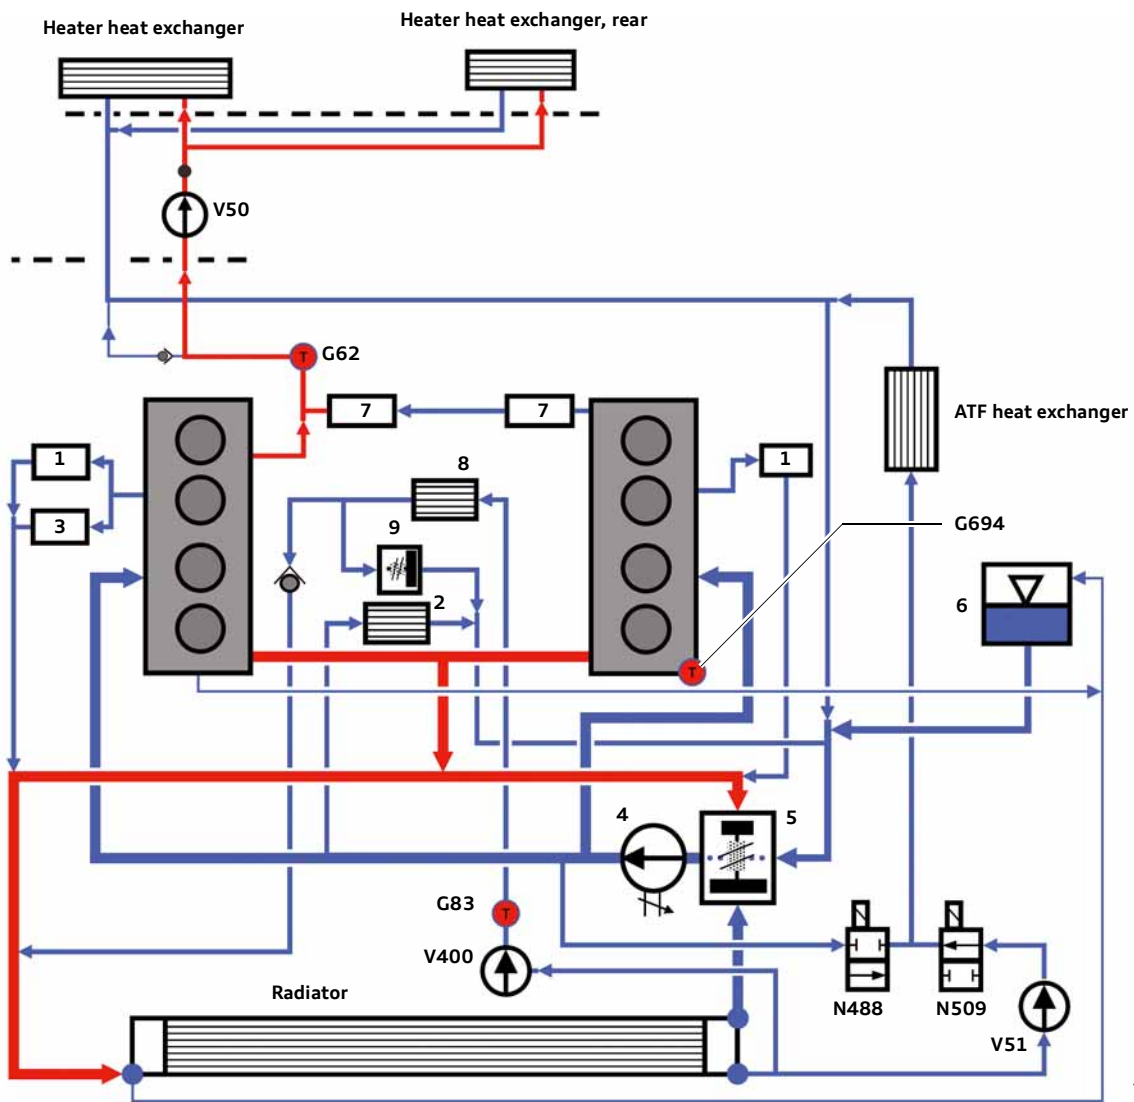 Heater heat exchanger
Heater heat exchanger, rear
V50
T
G62
7
7
ATF heat exchanger
1
8
1
3
9
G694
2
6
T
4
5
G83
T
V400
Radiator
N488
N509
V51